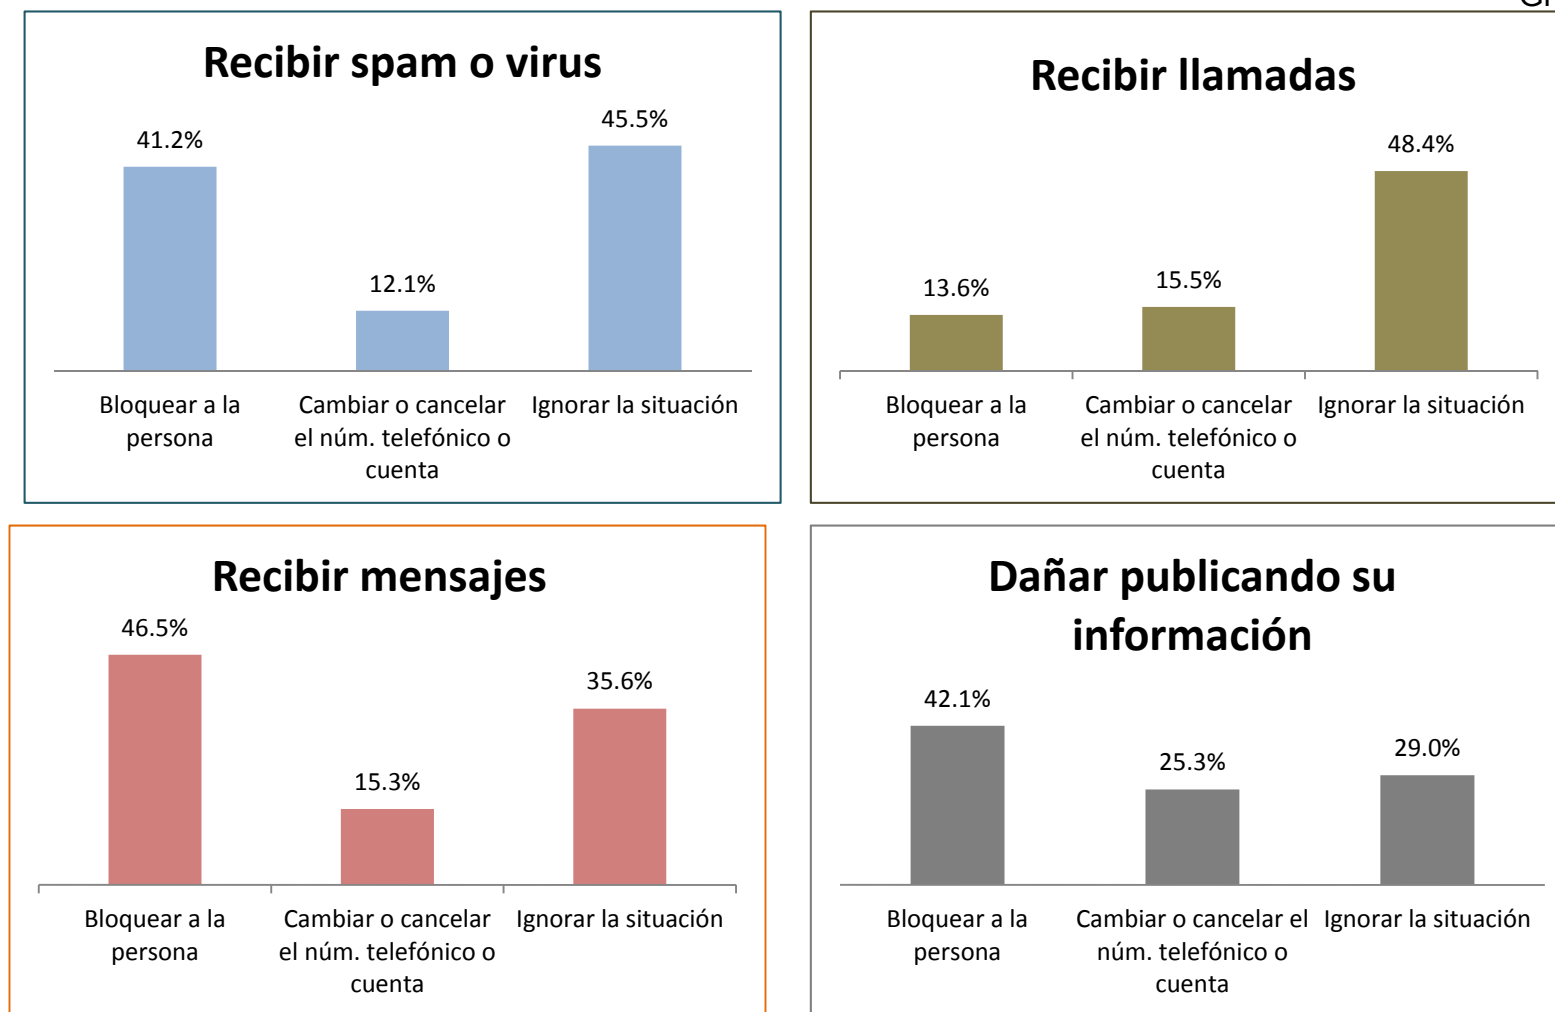 Recibir spam o virus
41.2%
12.1%
45.5%
Bloquear a la
persona
Cambiar o cancelar
el núm. telefónico o
cuenta
Ignorar la situación
Recibir llamadas
13.6%
15.5%
48.4%
Bloquear a la
persona
Cambiar o cancelar
el núm. telefónico o
cuenta
Ignorar la situación
Recibir mensajes
46.5%
15.3%
35.6%
Bloquear a la
persona
Cambiar o cancelar
el núm. telefónico o
cuenta
Ignorar la situación
Dañar publicando su
información
42.1%
25.3%
29.0%
Bloquear a la
persona
Cambiar o cancelar el
núm. telefónico o
cuenta
Ignorar la situación